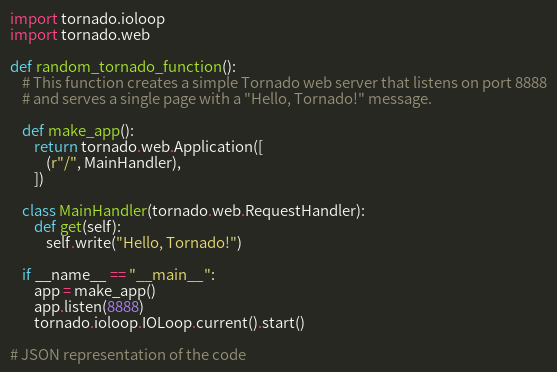 import tornado.ioloop
import tornado.web

def random_tornado_function():
    # This function creates a simple Tornado web server that listens on port 8888
    # and serves a single page with a "Hello, Tornado!" message.

    def make_app():
        return tornado.web.Application([
            (r"/", MainHandler),
        ])

    class MainHandler(tornado.web.RequestHandler):
        def get(self):
            self.write("Hello, Tornado!")

    if __name__ == "__main__":
        app = make_app()
        app.listen(8888)
        tornado.ioloop.IOLoop.current().start()

# JSON representation of the code